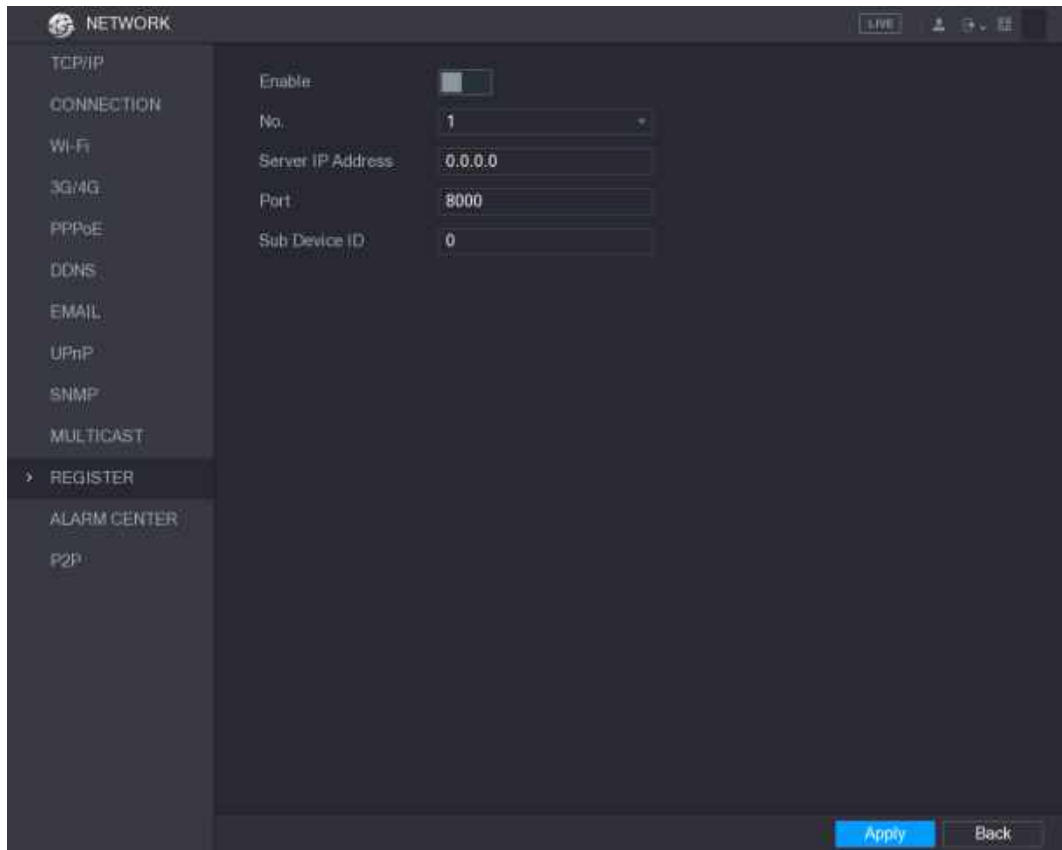 NETWORK
LIVE
TCP/IP
CONNECTION
Wi-Fi
3G/4G
PPPoE
DDNS
EMAIL
UPnP
SNMP
MULTICAST
REGISTER
ALARM CENTER
P2P
Enable
No. 1
Server IP Address 0.0.0.0
Port 8000
Sub Device ID 0
Apply Back